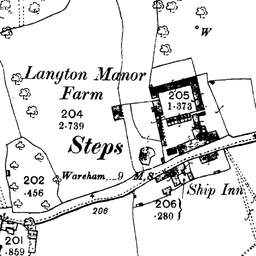 W
Langton Manor
Farm
205
1·373
204
2·739
Steps
Wareham,...9 M.S.
202
·456
Ship Inn
206
206
·280
201
·859